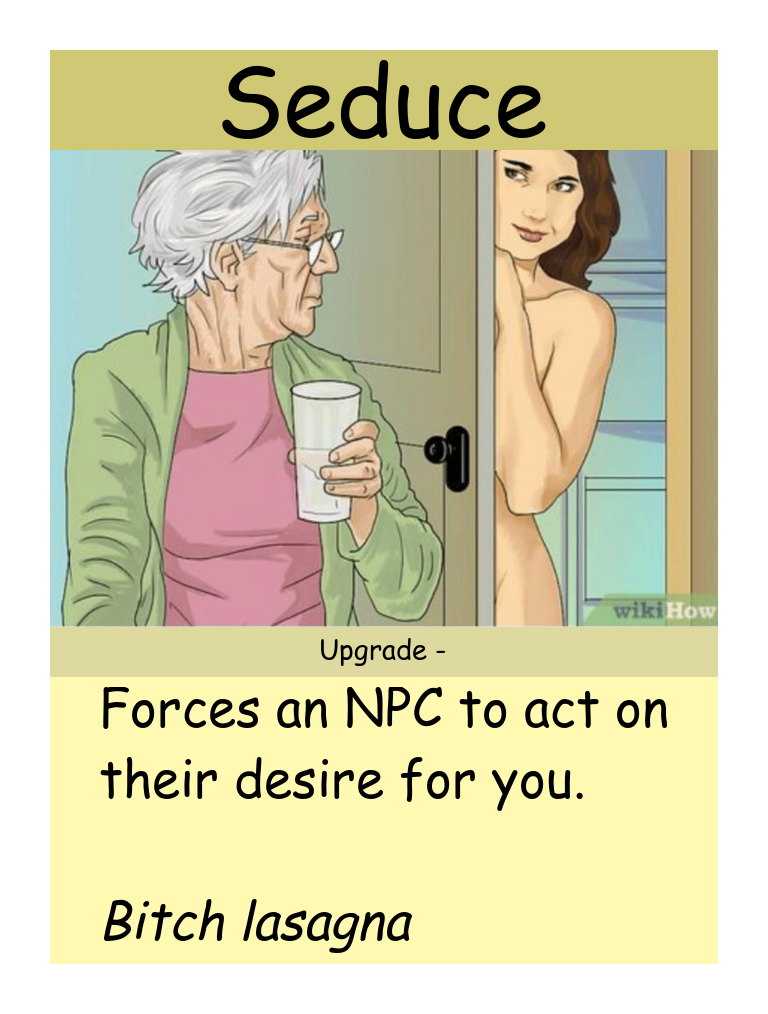 Seduce
wikiHow
Upgrade -
Forces an NPC to act on
their desire for you.
Bitch lasagna